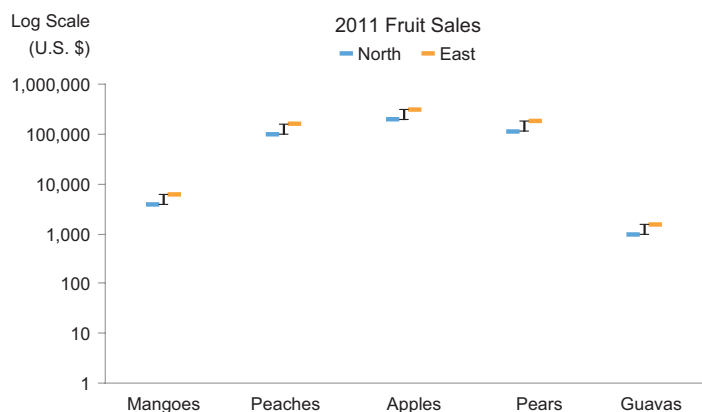 Log Scale
(U.S. $)
2011 Fruit Sales
North East
1,000,000
100,000
10,000
1,000
100
10
1
Mangoes Peaches Apples Pears Guavas